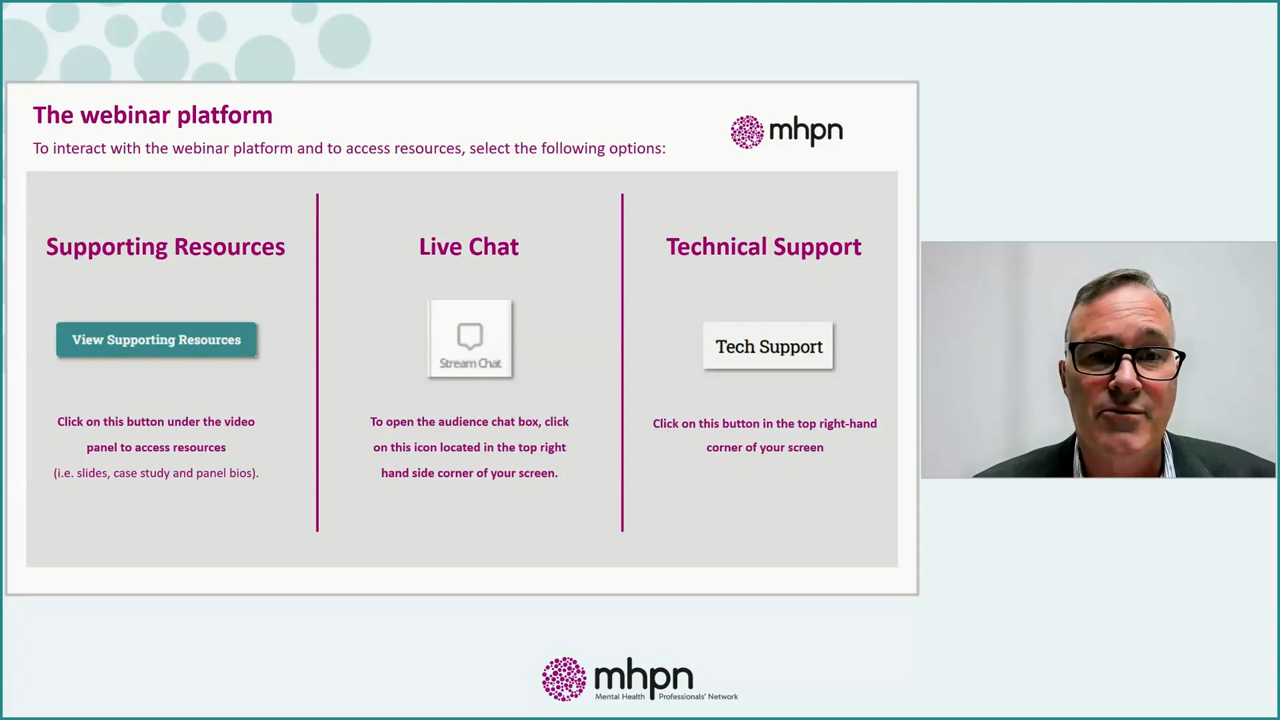 The webinar platform
To interact with the webinar platform and to access resources, select the following options:
mhpn
Supporting Resources
View Supporting Resources
Click on this button under the video
panel to access resources
(i.e. slides, case study and panel bios).
Live Chat
Stream Chat
To open the audience chat box, click
on this icon located in the top right
hand side corner of your screen.
Technical Support
Tech Support
Click on this button in the top right-hand
corner of your screen
mhpn
Mental Health Professionals' Network